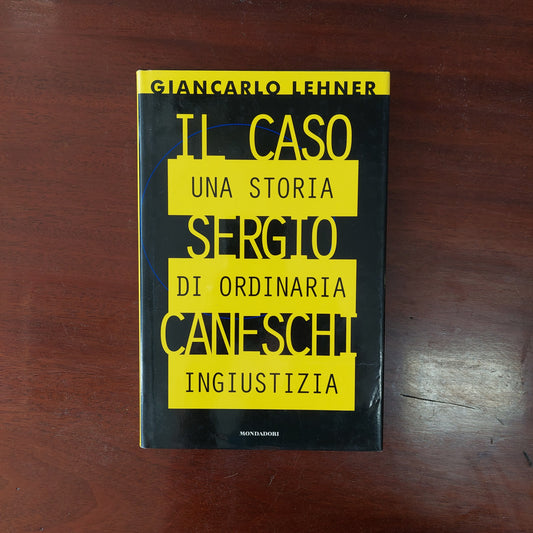 GIANCARLO LEHNER
IL CASO
UNA STORIA
SERGIO
DI ORDINARIA
CANESCHI
INGIUSTIZIA
MONDADORI